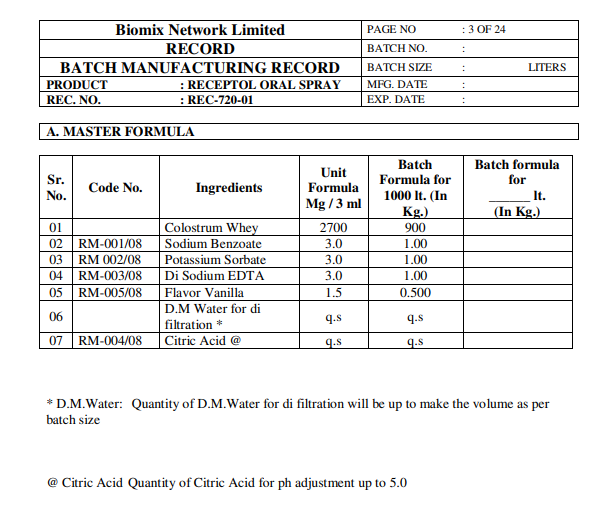 Biomix Network Limited
RECORD
BATCH MANUFACTURING RECORD
PRODUCT : RECEPTOL ORAL SPRAY
REC. NO. : REC-720-01
PAGE NO : 3 OF 24
BATCH NO. :
BATCH SIZE : LITERS
MFG. DATE :
EXP. DATE :
A. MASTER FORMULA
Sr. No. Code No. Ingredients Unit Formula Mg / 3 ml Batch Formula for 1000 lt. (In Kg.) Batch formula for ______ lt. (In Kg.)
01 Colostrum Whey 2700 900
02 RM-001/08 Sodium Benzoate 3.0 1.00
03 RM 002/08 Potassium Sorbate 3.0 1.00
04 RM-003/08 Di Sodium EDTA 3.0 1.00
05 RM-005/08 Flavor Vanilla 1.5 0.500
06 D.M Water for di filtration * q.s q.s
07 RM-004/08 Citric Acid @ q.s q.s
* D.M.Water: Quantity of D.M.Water for di filtration will be up to make the volume as per
batch size
@ Citric Acid Quantity of Citric Acid for ph adjustment up to 5.0